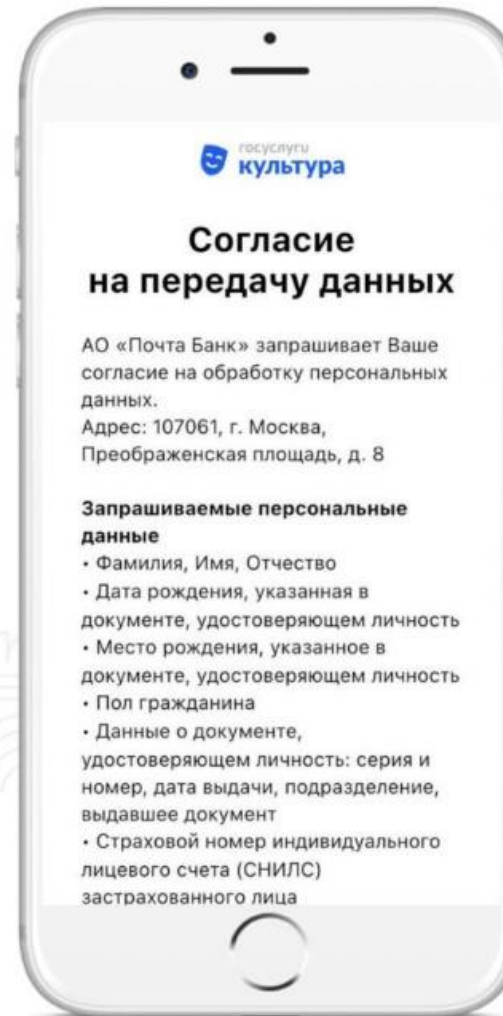 госуслуги
культура
Согласие
на передачу данных
АО «Почта Банк» запрашивает Ваше
согласие на обработку персональных
данных.
Адрес: 107061, г. Москва,
Преображенская площадь, д. 8
Запрашиваемые персональные
данные
• Фамилия, Имя, Отчество
• Дата рождения, указанная в
документе, удостоверяющем личность
• Место рождения, указанное в
документе, удостоверяющем личность
• Пол гражданина
• Данные о документе,
удостоверяющем личность: серия и
номер, дата выдачи, подразделение,
выдавшее документ
• Страховой номер индивидуального
лицевого счета (СНИЛС)
застрахованного лица